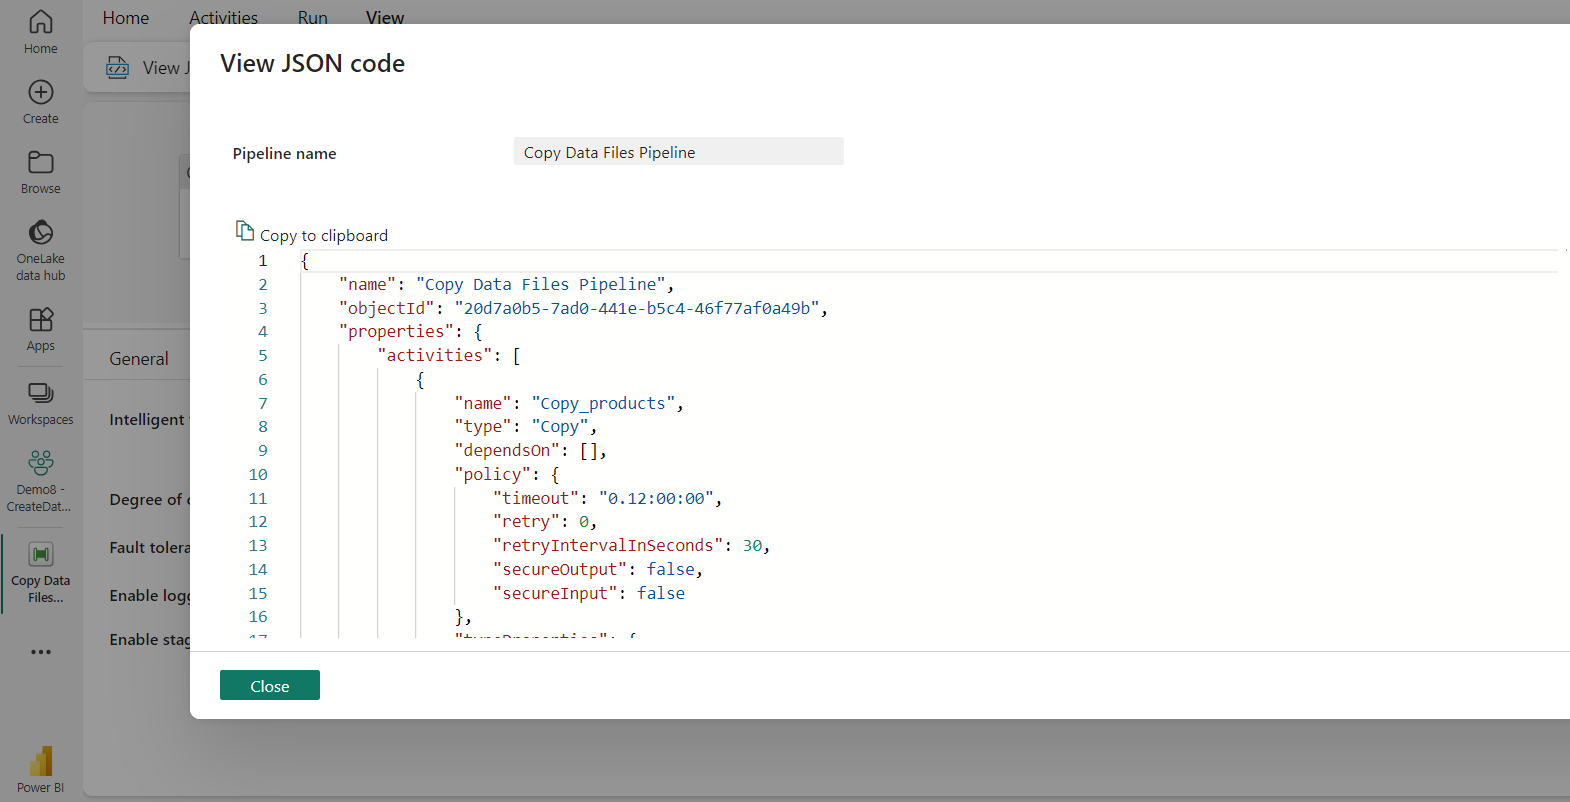 Home
Activities
Run
View
Home
View
Create
Browse
OneLake
data hub
Apps
Workspaces
Demo8 -
CreateDat...
Copy Data
Files...
Power BI
General
Intelligent
Degree of
Fault
Enable
Enable
View JSON code
Pipeline name
Copy Data Files Pipeline
Copy to clipboard
1 {
2 "name": "Copy Data Files Pipeline",
3 "objectId": "20d7a0b5-7ad0-441e-b5c4-46f77af0a49b",
4 "properties": {
5 "activities": [
6 {
7 "name": "Copy_products",
8 "type": "Copy",
9 "dependsOn": [],
10 "policy": {
11 "timeout": "0.12:00:00",
12 "retry": 0,
13 "retryIntervalInSeconds": 30,
14 "secureOutput": false,
15 "secureInput": false
16 },
17 "typeProperties": {
Close